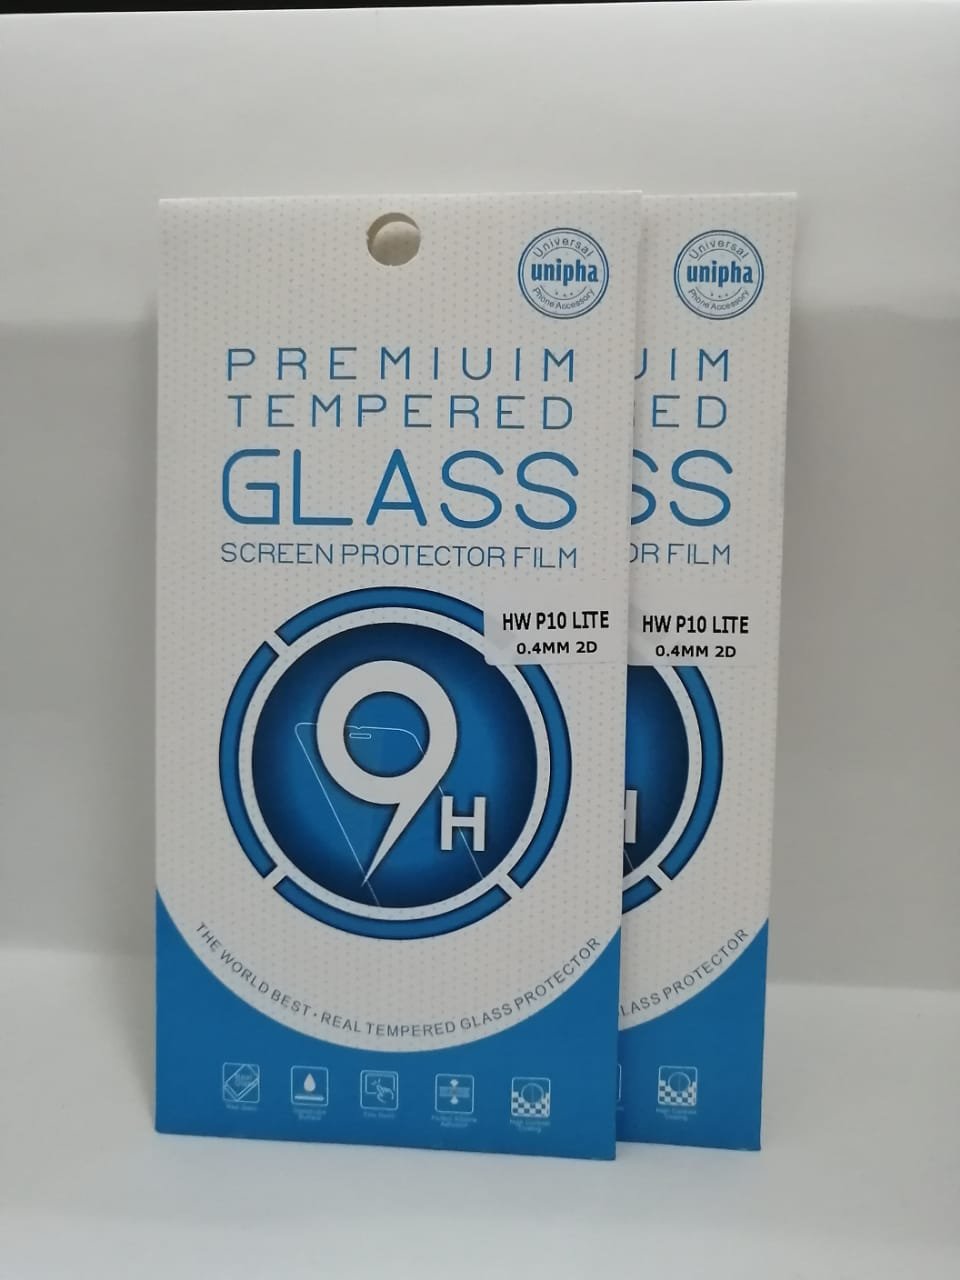 Universal
unipha
Phone Accessory
PREMIUIM
TEMPERED
GLASS
SCREEN PROTECTOR FILM
HW P10 LITE
0.4MM 2D
9H
THE WORLD BEST · REAL TEMPERED GLASS PROTECTOR
Universal
unipha
Phone Accessory
UIM
ED
SS
OR FILM
HW P10 LITE
0.4MM 2D
H
LASS PROTECTOR